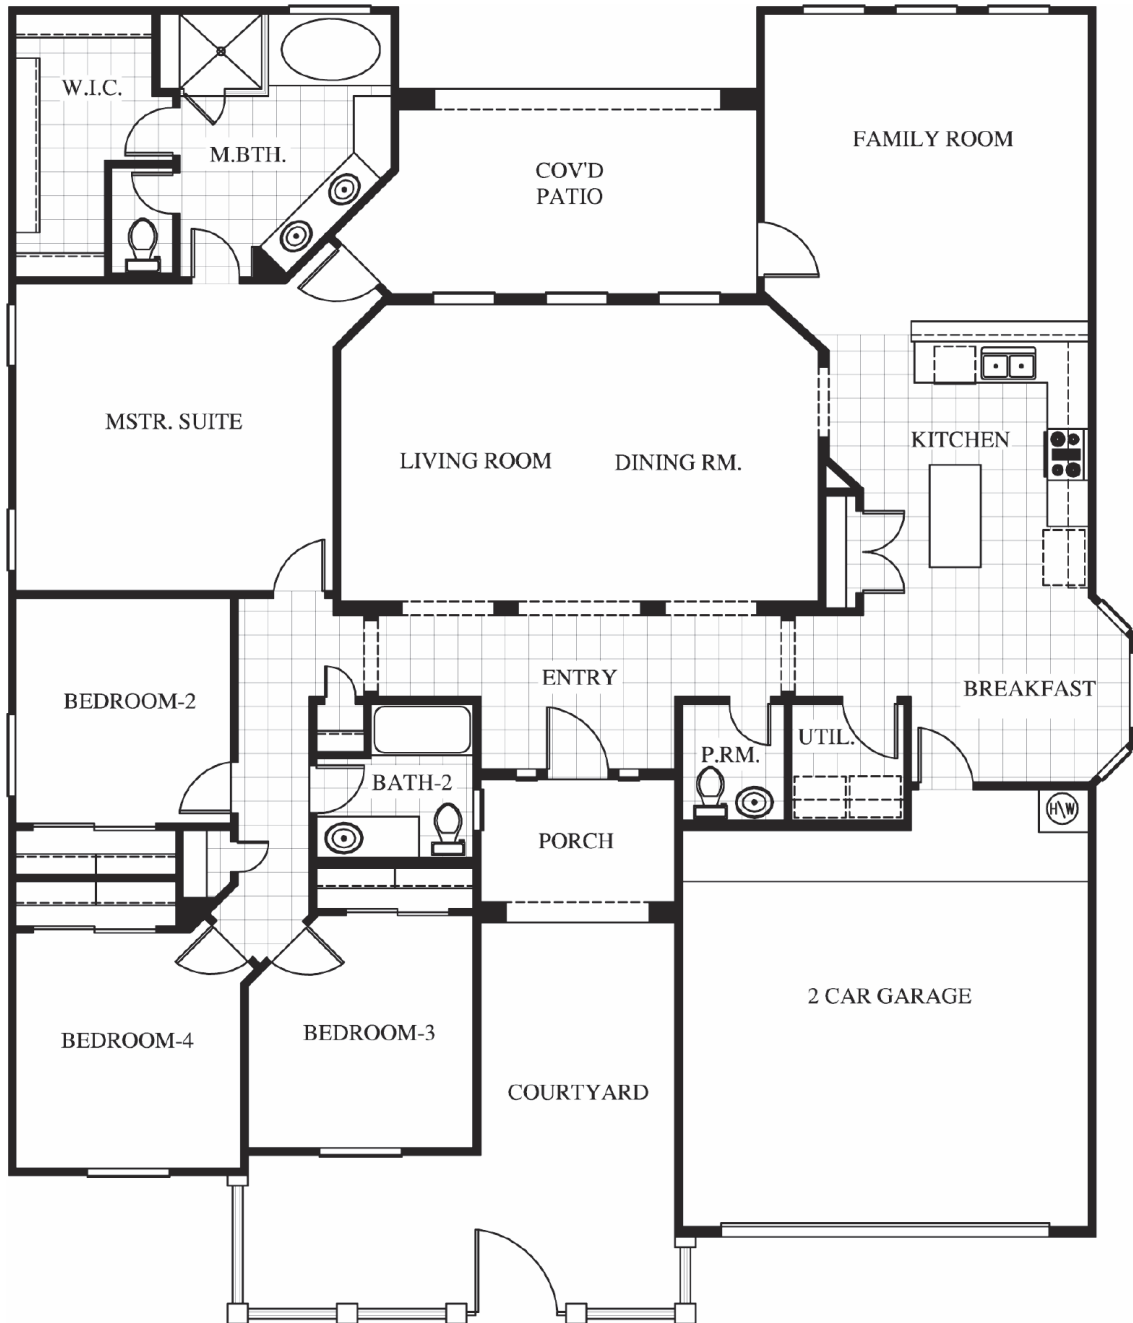 W.I.C.
M.BTH.
COV'D
PATIO
FAMILY ROOM
MSTR. SUITE
LIVING ROOM
DINING RM.
KITCHEN
ENTRY
BREAKFAST
BEDROOM-2
UTIL.
P.RM.
BATH-2
H\W
PORCH
2 CAR GARAGE
BEDROOM-4
BEDROOM-3
COURTYARD